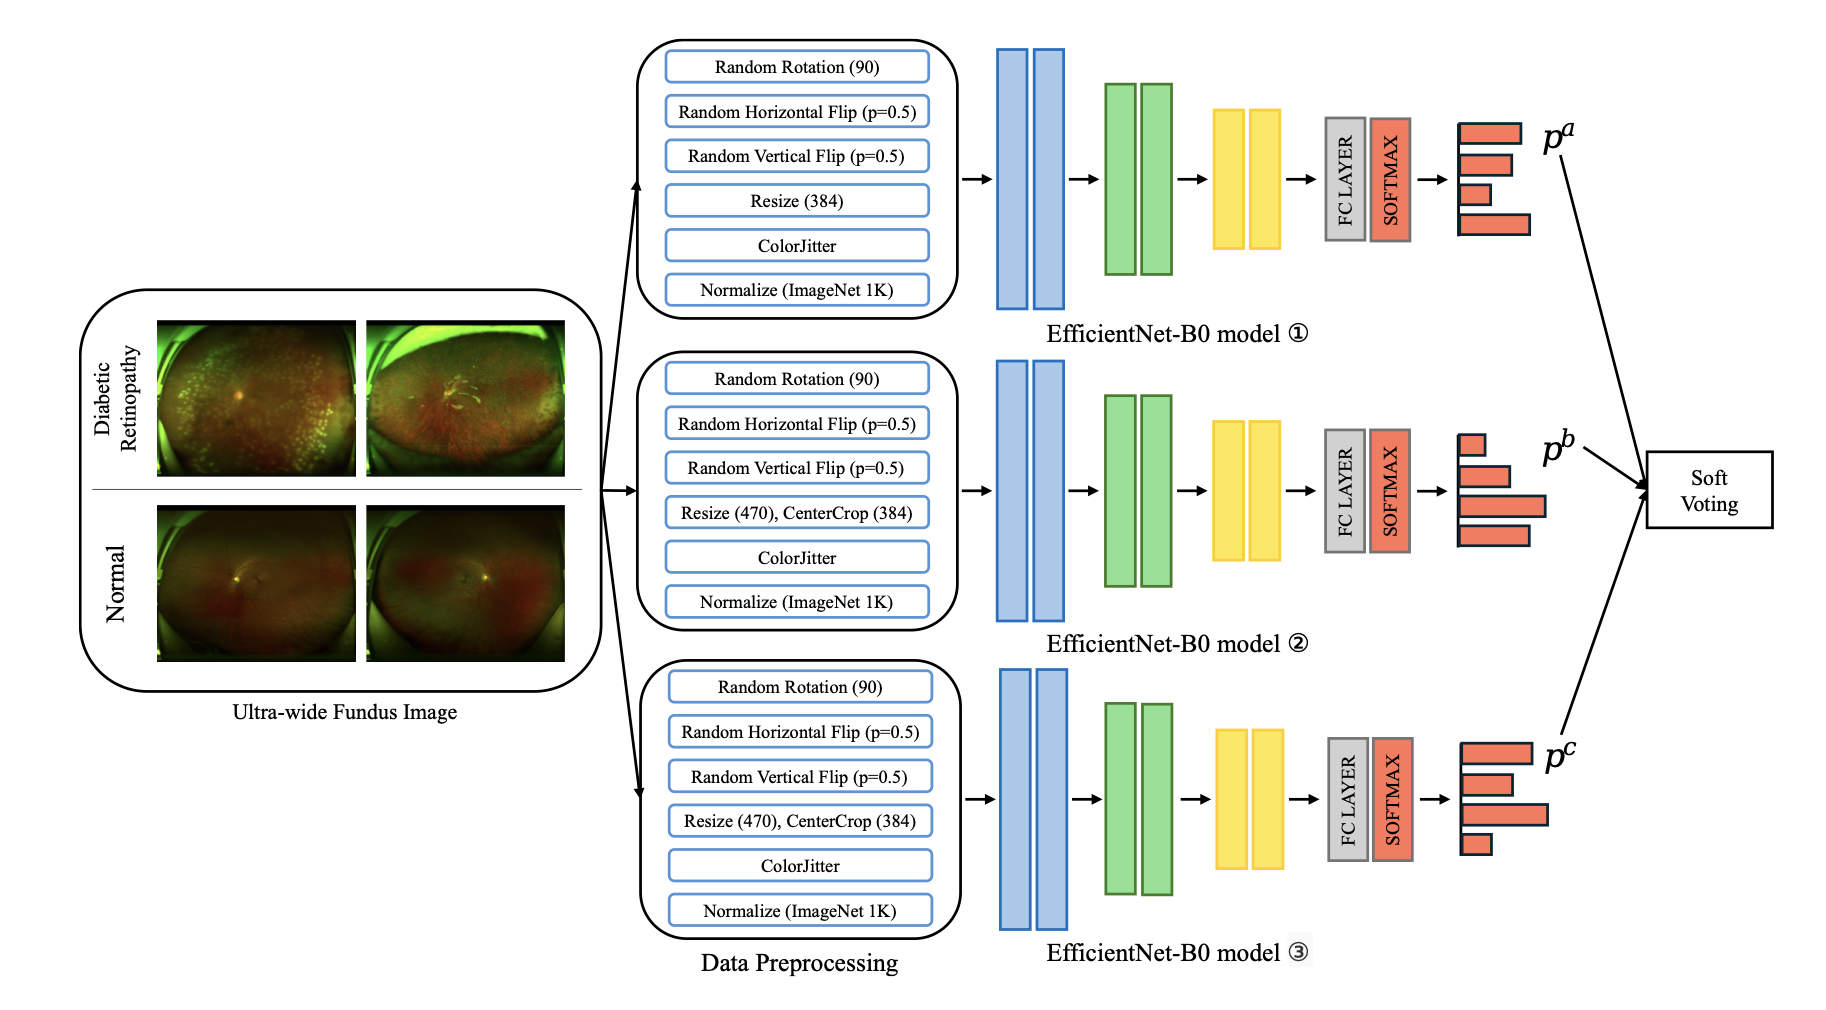 Diabetic
Retinopathy
Normal
Ultra-wide Fundus Image
Random Rotation (90)
Random Horizontal Flip (p=0.5)
Random Vertical Flip (p=0.5)
Resize (384)
ColorJitter
Normalize (ImageNet 1K)
FC LAYER
SOFTMAX
p^a
EfficientNet-B0 model ①
Random Rotation (90)
Random Horizontal Flip (p=0.5)
Random Vertical Flip (p=0.5)
Resize (470), CenterCrop (384)
ColorJitter
Normalize (ImageNet 1K)
FC LAYER
SOFTMAX
p^b
EfficientNet-B0 model ②
Random Rotation (90)
Random Horizontal Flip (p=0.5)
Random Vertical Flip (p=0.5)
Resize (470), CenterCrop (384)
ColorJitter
Normalize (ImageNet 1K)
Data Preprocessing
FC LAYER
SOFTMAX
p^c
EfficientNet-B0 model ③
Soft
Voting